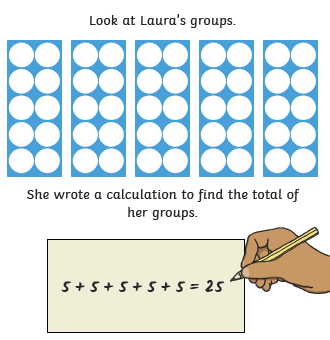 Look at Laura's groups.
She wrote a calculation to find the total of
her groups.
5 + 5 + 5 + 5 + 5 = 25